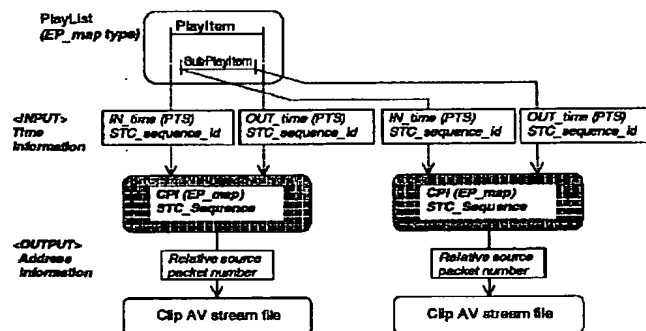 PlayList
(EP_map type)
PlayItem
SubPlayItem
<INPUT>
Time
Information
IN_time (PTS)
STC_sequence_id
OUT_time (PTS)
STC_sequence_id
IN_time (PTS)
STC_sequence_id
OUT_time (PTS)
STC_sequence_id
CPI (EP_map)
STC_Sequence
CPI (EP_map)
STC_Sequence
<OUTPUT>
Address
Information
Relative source
packet number
Relative source
packet number
Clip AV stream file
Clip AV stream file